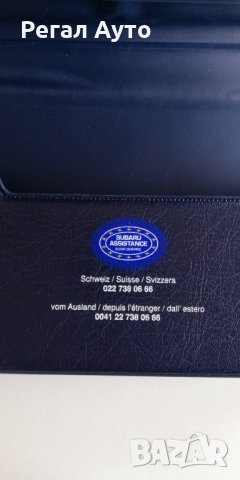 Регал Ауто
SUBARU
ASSISTANCE
Schweiz / Suisse / Svizzera
022 738 06 66
vom Ausland / depuis l'étranger / dall' estero
0041 22 738 06 66
BAZAR